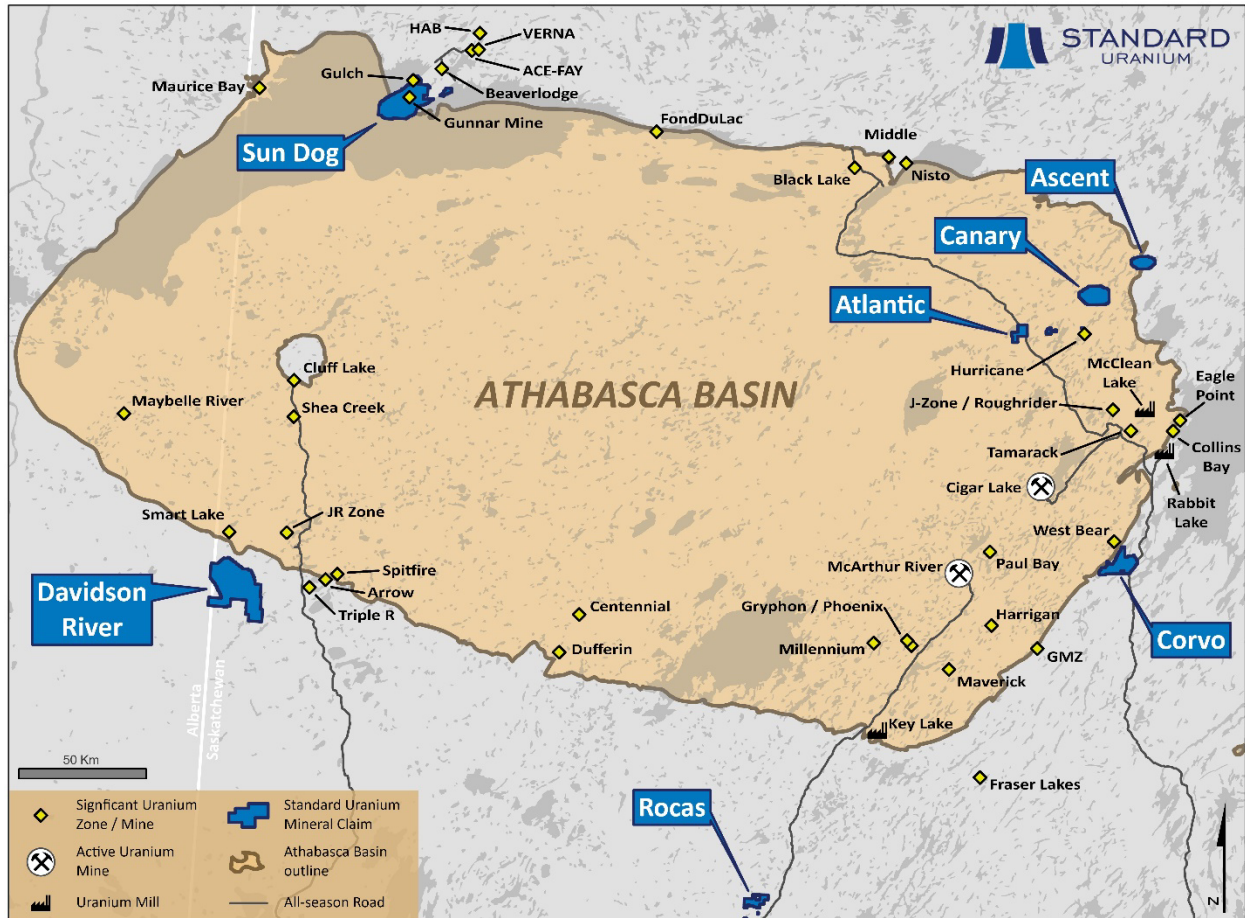 HAB
VERNA
ACE-FAY
Beaverlodge
Gulch
Maurice Bay
Gunnar Mine
Sun Dog
STANDARD
URANIUM
FondDuLac
Middle
Black Lake
Nisto
Ascent
Canary
Atlantic
Hurricane
McClean
Lake
Eagle
Point
J-Zone / Roughrider
Tamarack
Collins
Bay
Cigar Lake
Rabbit
Lake
Cluff Lake
Shea Creek
Maybelle River
ATHABASCA BASIN
Smart Lake
JR Zone
Spitfire
Arrow
Triple R
Davidson
River
West Bear
McArthur River
Paul Bay
Centennial
Gryphon / Phoenix
Harrigan
Corvo
Dufferin
Millennium
GMZ
Maverick
Key Lake
Fraser Lakes
Rocas
Alberta
Saskatchewan
50 Km
Signficant Uranium
Zone / Mine
Active Uranium
Mine
Uranium Mill
Standard Uranium
Mineral Claim
Athabasca Basin
outline
All-season Road
N